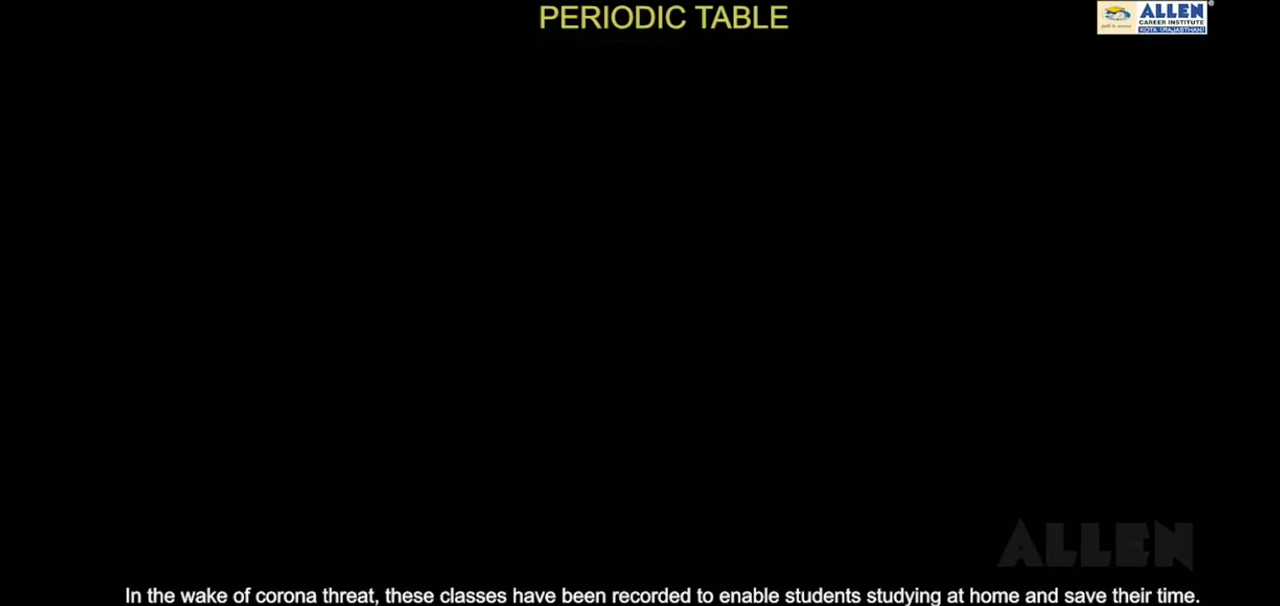 PERIODIC TABLE
ALLEN
CAREER INSTITUTE
KOTA (RAJASTHAN)
ALLEN
In the wake of corona threat, these classes have been recorded to enable students studying at home and save their time.